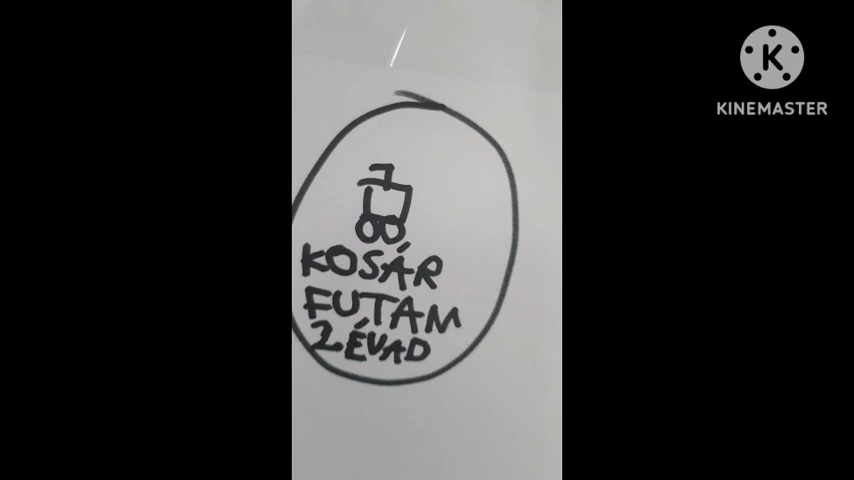 KOSÁR
FUTAM
2 ÉVAD
K
KINEMASTER